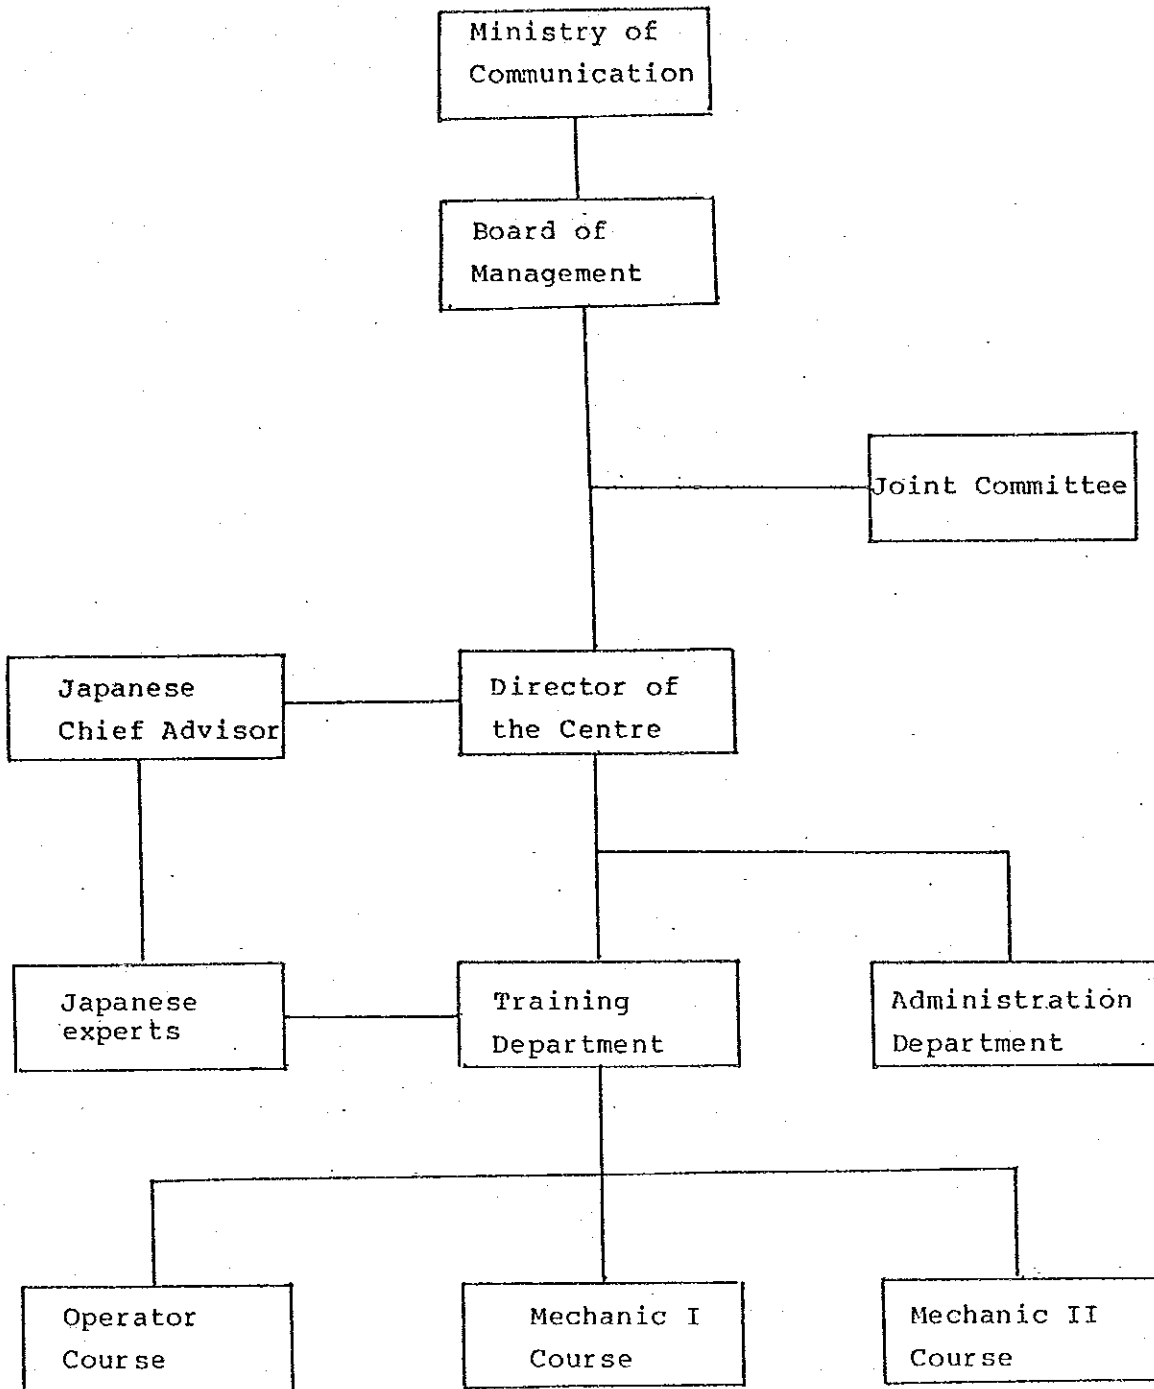 Ministry of
Communication
Board of
Management
Joint Committee
Japanese
Chief Advisor
Director of
the Centre
Japanese
experts
Training
Department
Administration
Department
Operator
Course
Mechanic I
Course
Mechanic II
Course